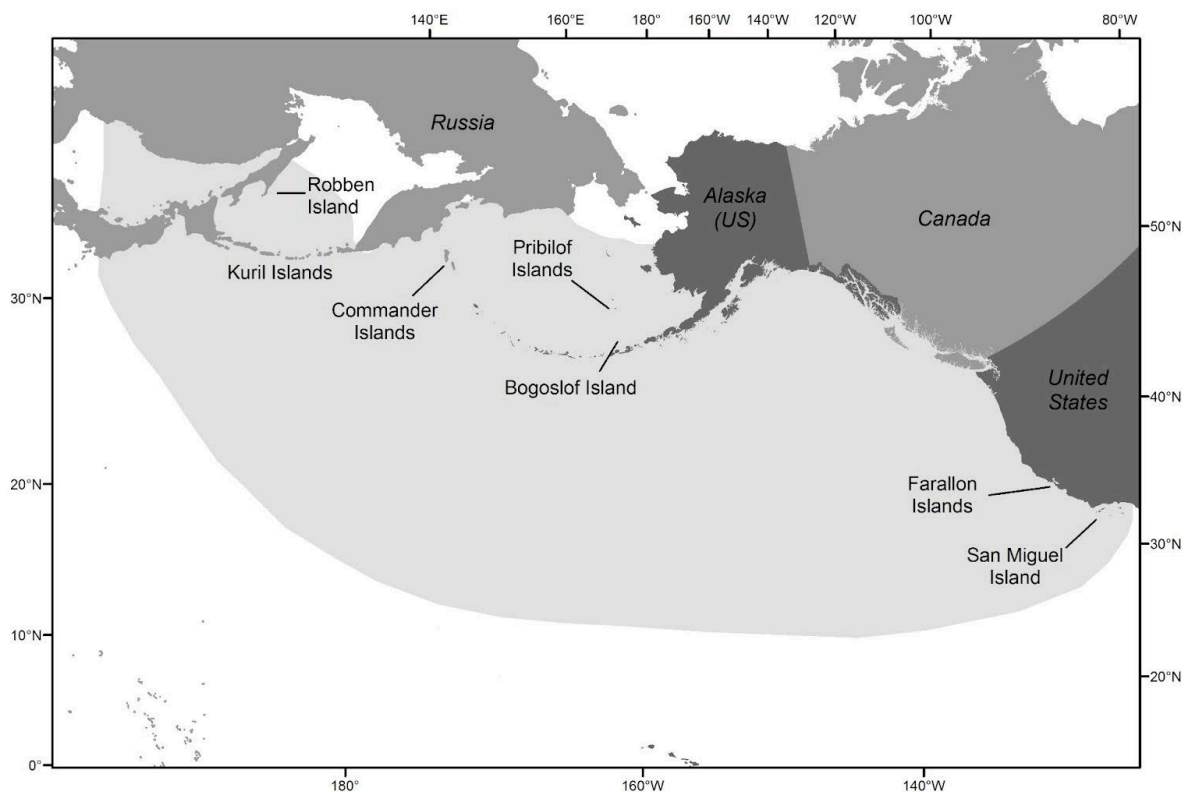 140°E 160°E 180° 160°W 140°W 120°W 100°W 80°W
Russia
Robben
Island
Alaska
(US)
Canada
50°N
Pribilof
Islands
Kuril Islands
30°N
Commander
Islands
Bogoslof Island
United
States
40°N
20°N
Farallon
Islands
30°N
San Miguel
Island
10°N
20°N
0°
180° 160°W 140°W